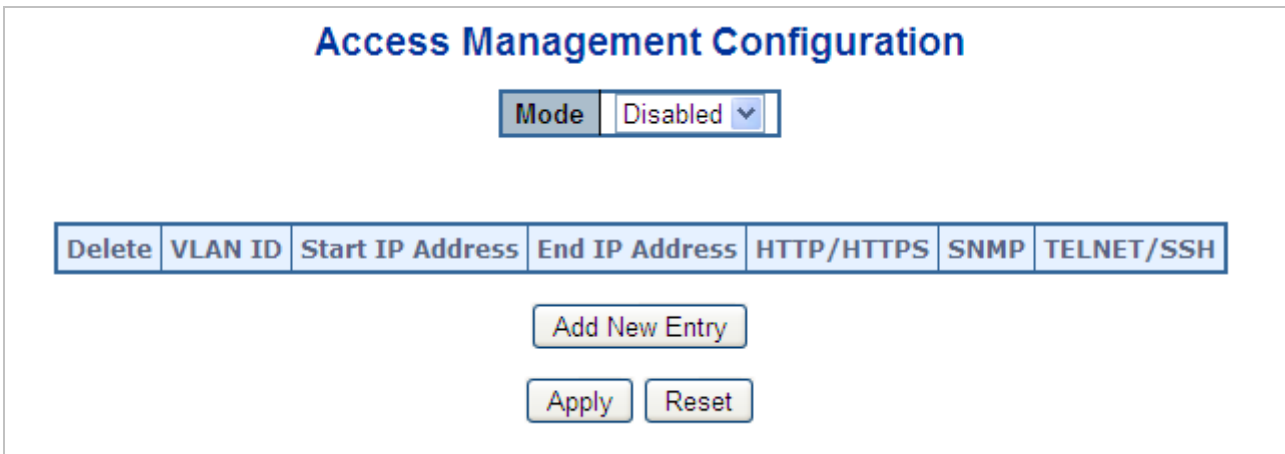 Access Management Configuration
Mode Disabled
Delete VLAN ID Start IP Address End IP Address HTTP/HTTPS SNMP TELNET/SSH
Add New Entry
Apply Reset